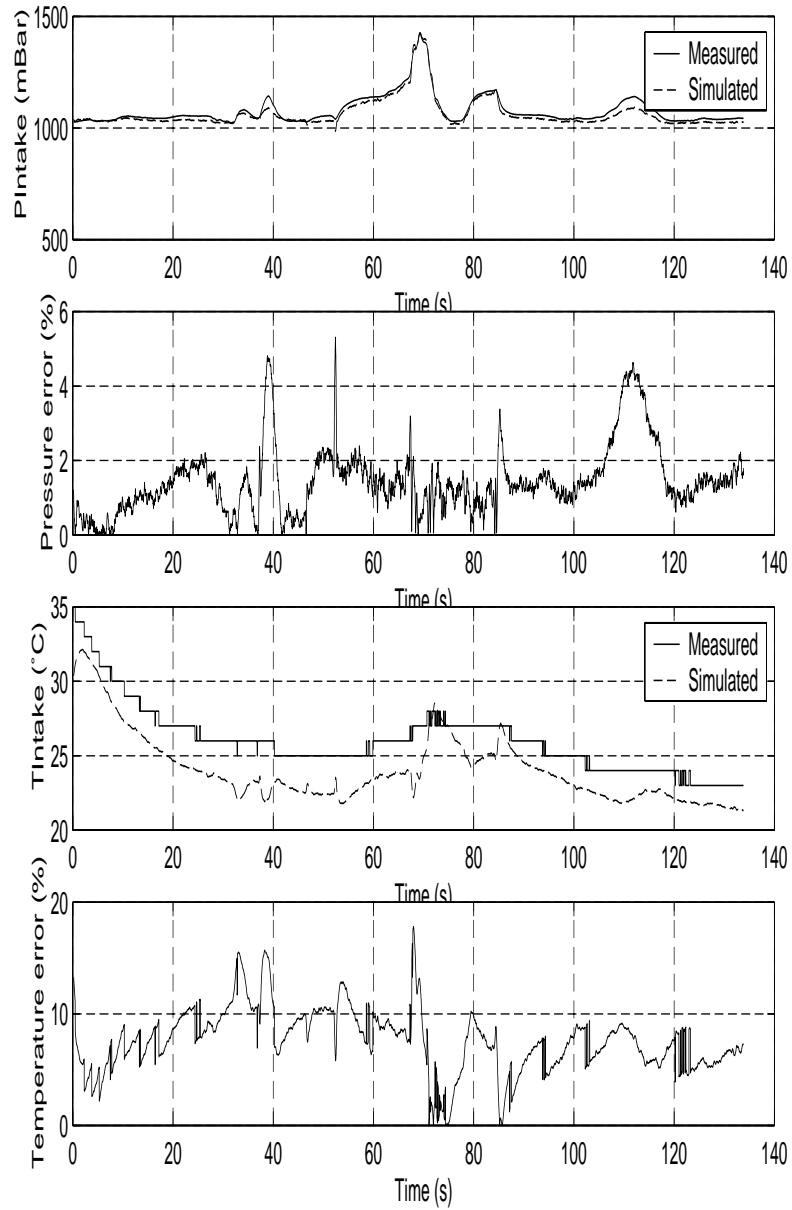 PIntake (mBar)
1500
1000
500
Measured
Simulated
0 20 40 60 80 100 120 140
Time (s)
Pressure error (%)
6
4
2
0
0 20 40 60 80 100 120 140
Time (s)
TIntake (°C)
35
30
25
20
Measured
Simulated
0 20 40 60 80 100 120 140
Time (s)
Temperature error (%)
20
10
0
0 20 40 60 80 100 120 140
Time (s)